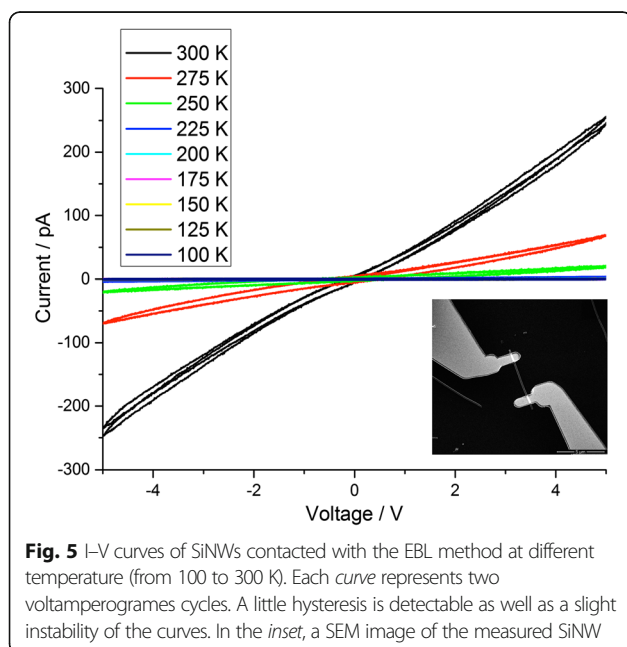 300 K
275 K
250 K
225 K
200 K
175 K
150 K
125 K
100 K
300
200
100
0
-100
-200
-300
Current / pA
-4
-2
0
2
4
Voltage / V
Fig. 5 I–V curves of SiNWs contacted with the EBL method at different
temperature (from 100 to 300 K). Each curve represents two
voltamperogrames cycles. A little hysteresis is detectable as well as a slight
instability of the curves. In the inset, a SEM image of the measured SiNW